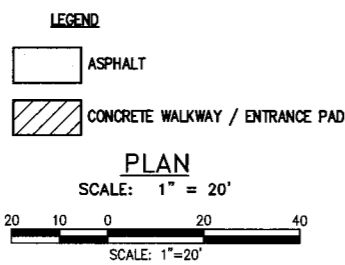 LEGEND
ASPHALT
CONCRETE WALKWAY / ENTRANCE PAD
PLAN
SCALE: 1" = 20'
20 10 0 20 40
SCALE: 1"=20'